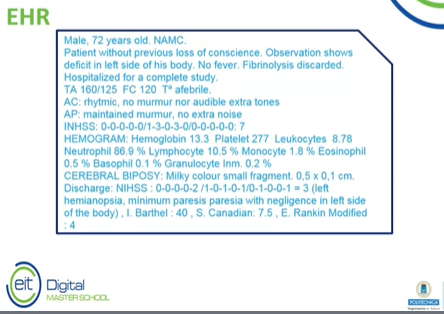 EHR
Male, 72 years old. NAMC.
Patient without previous loss of conscience. Observation shows
deficit in left side of his body. No fever. Fibrinolysis discarded.
Hospitalized for a complete study.
TA 160/125 FC 120 Tª afebrile.
AC: rhytmic, no murmur nor audible extra tones
AP: maintained murmur, no extra noise
INHSS: 0-0-0-0-0/1-3-0-3-0/0-0-0-0-0: 7
HEMOGRAM: Hemoglobin 13.3 Platelet 277 Leukocytes 8.78
Neutrophil 86.9 % Lymphocyte 10.5 % Monocyte 1.8 % Eosinophil
0.5 % Basophil 0.1 % Granulocyte Inm. 0.2 %
CEREBRAL BIPOSY: Milky colour small fragment. 0,5 x 0,1 cm.
Discharge: NIHSS : 0-0-0-0-2 /1-0-1-0-1/0-1-0-0-1 = 3 (left
hemianopsia, mínimum paresis paresia with negligence in left side
of the body) , I. Barthel : 40 , S. Canadian: 7.5 , E. Rankin Modified
: 4
eit Digital
MASTER SCHOOL
POLITÉCNICA